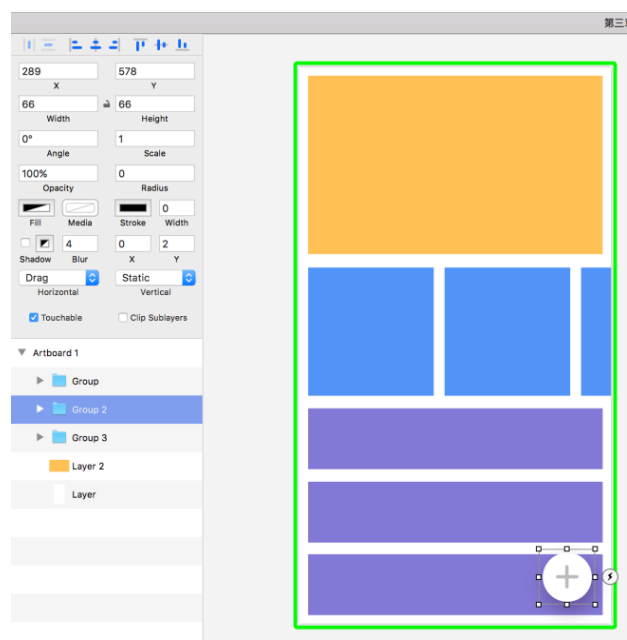 第三
289 578
X Y
66 66
Width Height
0° 1
Angle Scale
100% 0
Opacity Radius
0
Fill Media Stroke Width
4 0 2
Shadow Blur X Y
Drag Static
Horizontal Vertical
Touchable Clip Sublayers
Artboard 1
Group
Group 2
Group 3
Layer 2
Layer